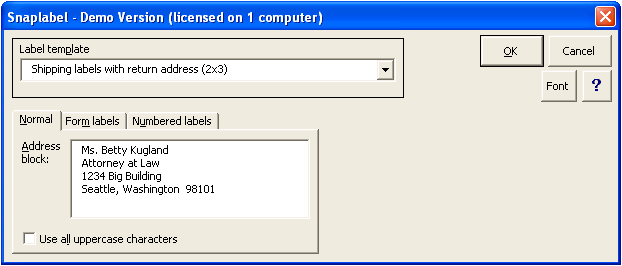 Snaplabel - Demo Version (licensed on 1 computer)
Label template
Shipping labels with return address (2x3)
OK
Cancel
Font
?
Normal
Form labels
Numbered labels
Address
block:
Ms. Betty Kugland
Attorney at Law
1234 Big Building
Seattle, Washington  98101
Use all uppercase characters